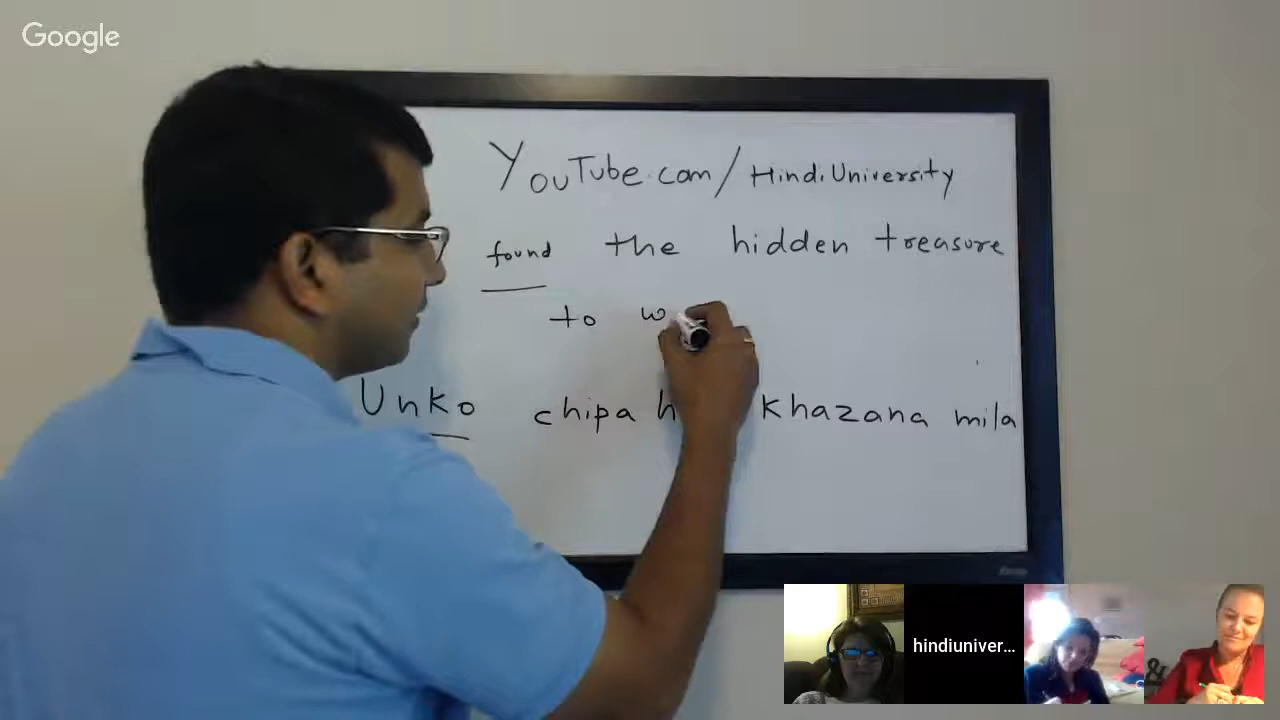 Google
YouTube.com/HindiUniversity
found the hidden treasure
to
Unko chipa khazana mila
hindiuniver...